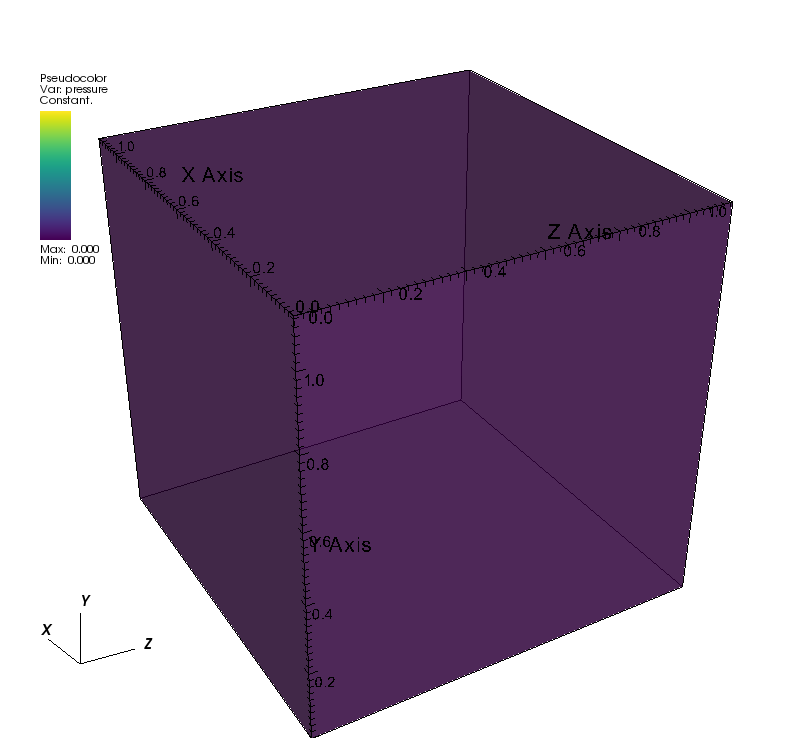 Pseudocolor
Var: pressure
Constant.
Max: 0.000
Min: 0.000
1.0
0.8
X Axis
0.6
0.4
0.2
0.0
0.0
0.2
0.4
0.6
Z Axis
0.8
1.0
1.0
0.8
0.6
Y Axis
0.4
0.2
Y
X
Z